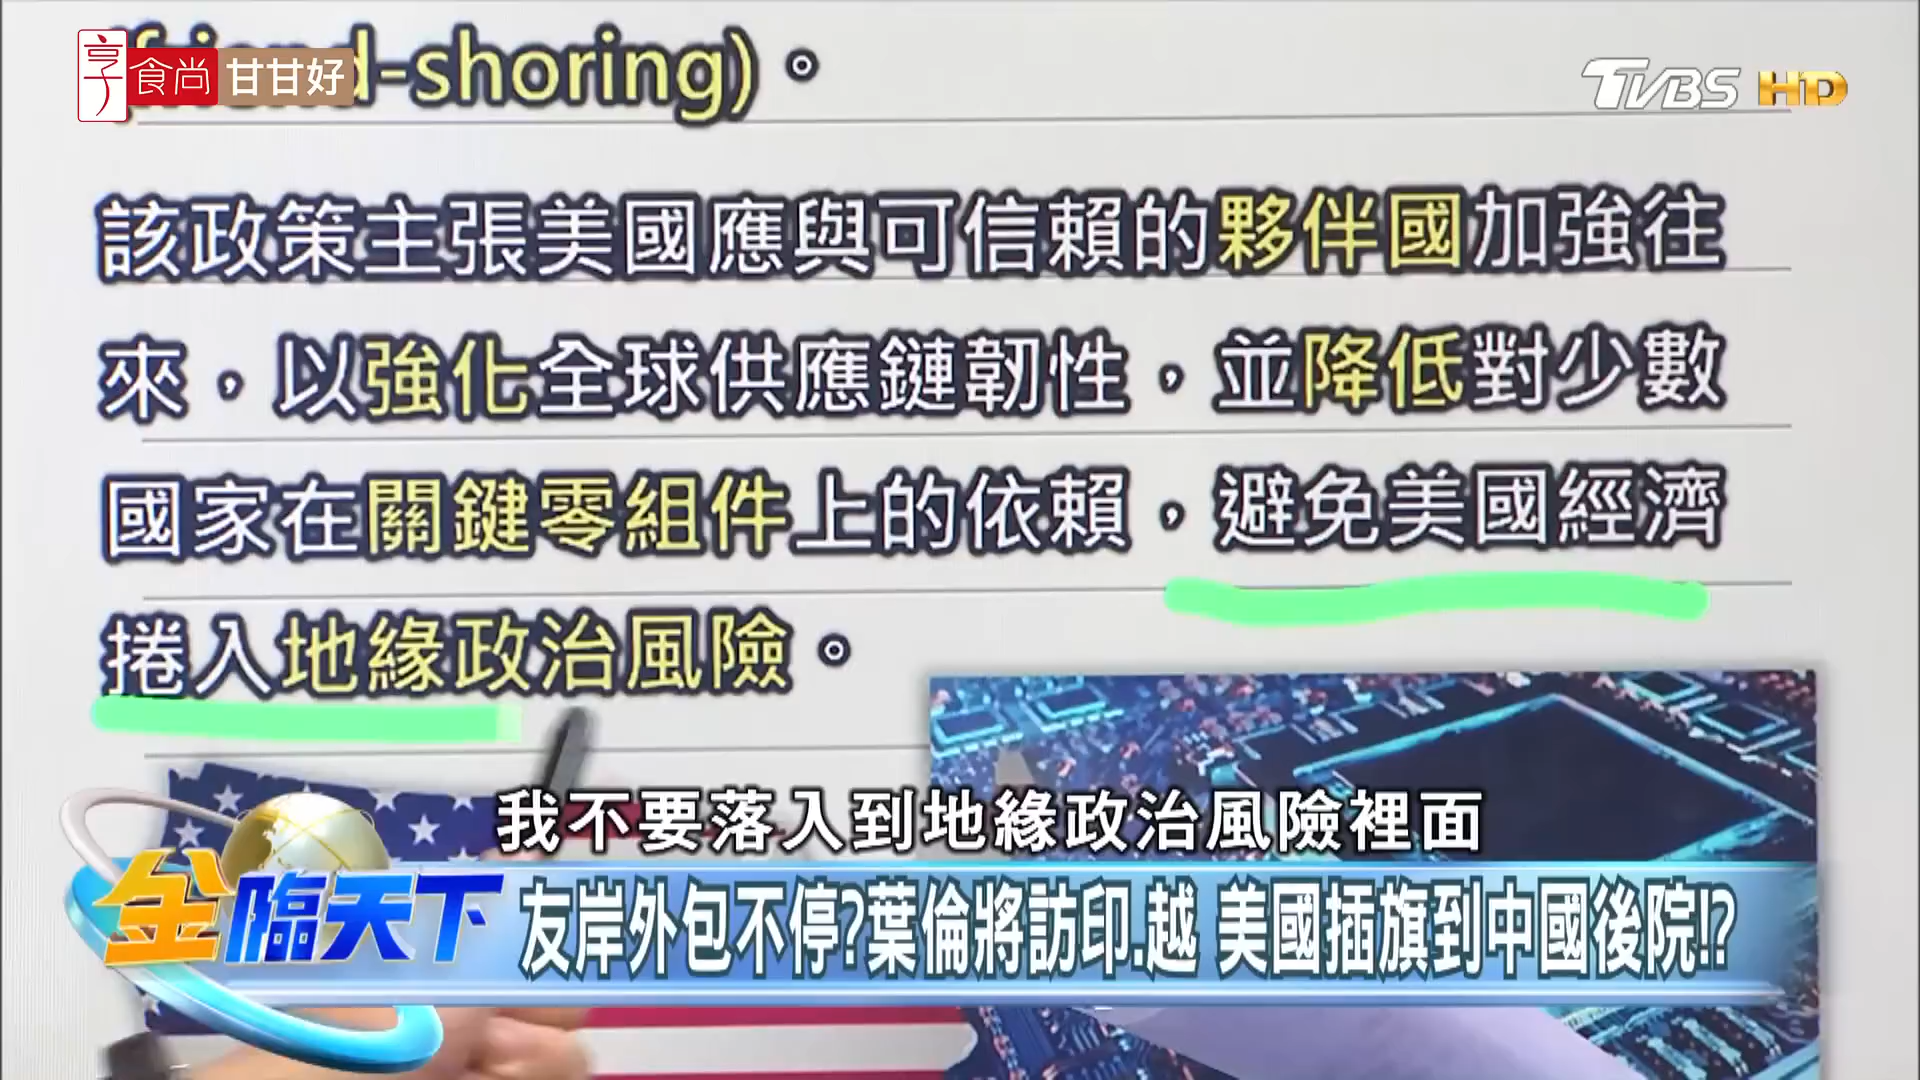 享 食尚 甘甘好
TVBS HD
friend-shoring)。
該政策主張美國應與可信賴的夥伴國加強往
來，以強化全球供應鏈韌性，並降低對少數
國家在關鍵零組件上的依賴，避免美國經濟
捲入地緣政治風險。
我不要落入到地緣政治風險裡面
金臨天下
友岸外包不停?葉倫將訪印.越 美國插旗到中國後院!?